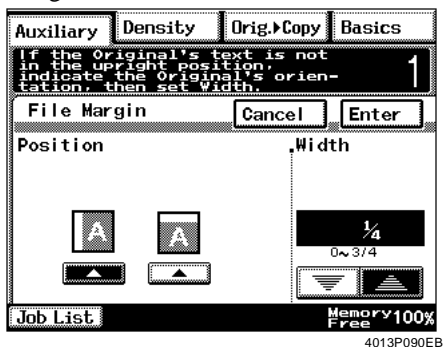 Auxiliary Density Orig.▸Copy Basics
If the Original's text is not
in the upright position,
indicate the Original's orien-
tation, then set Width.
1
File Margin Cancel Enter
Position Width
A A
1/4
0~3/4
Job List Memory Free 100%
4013P090EB